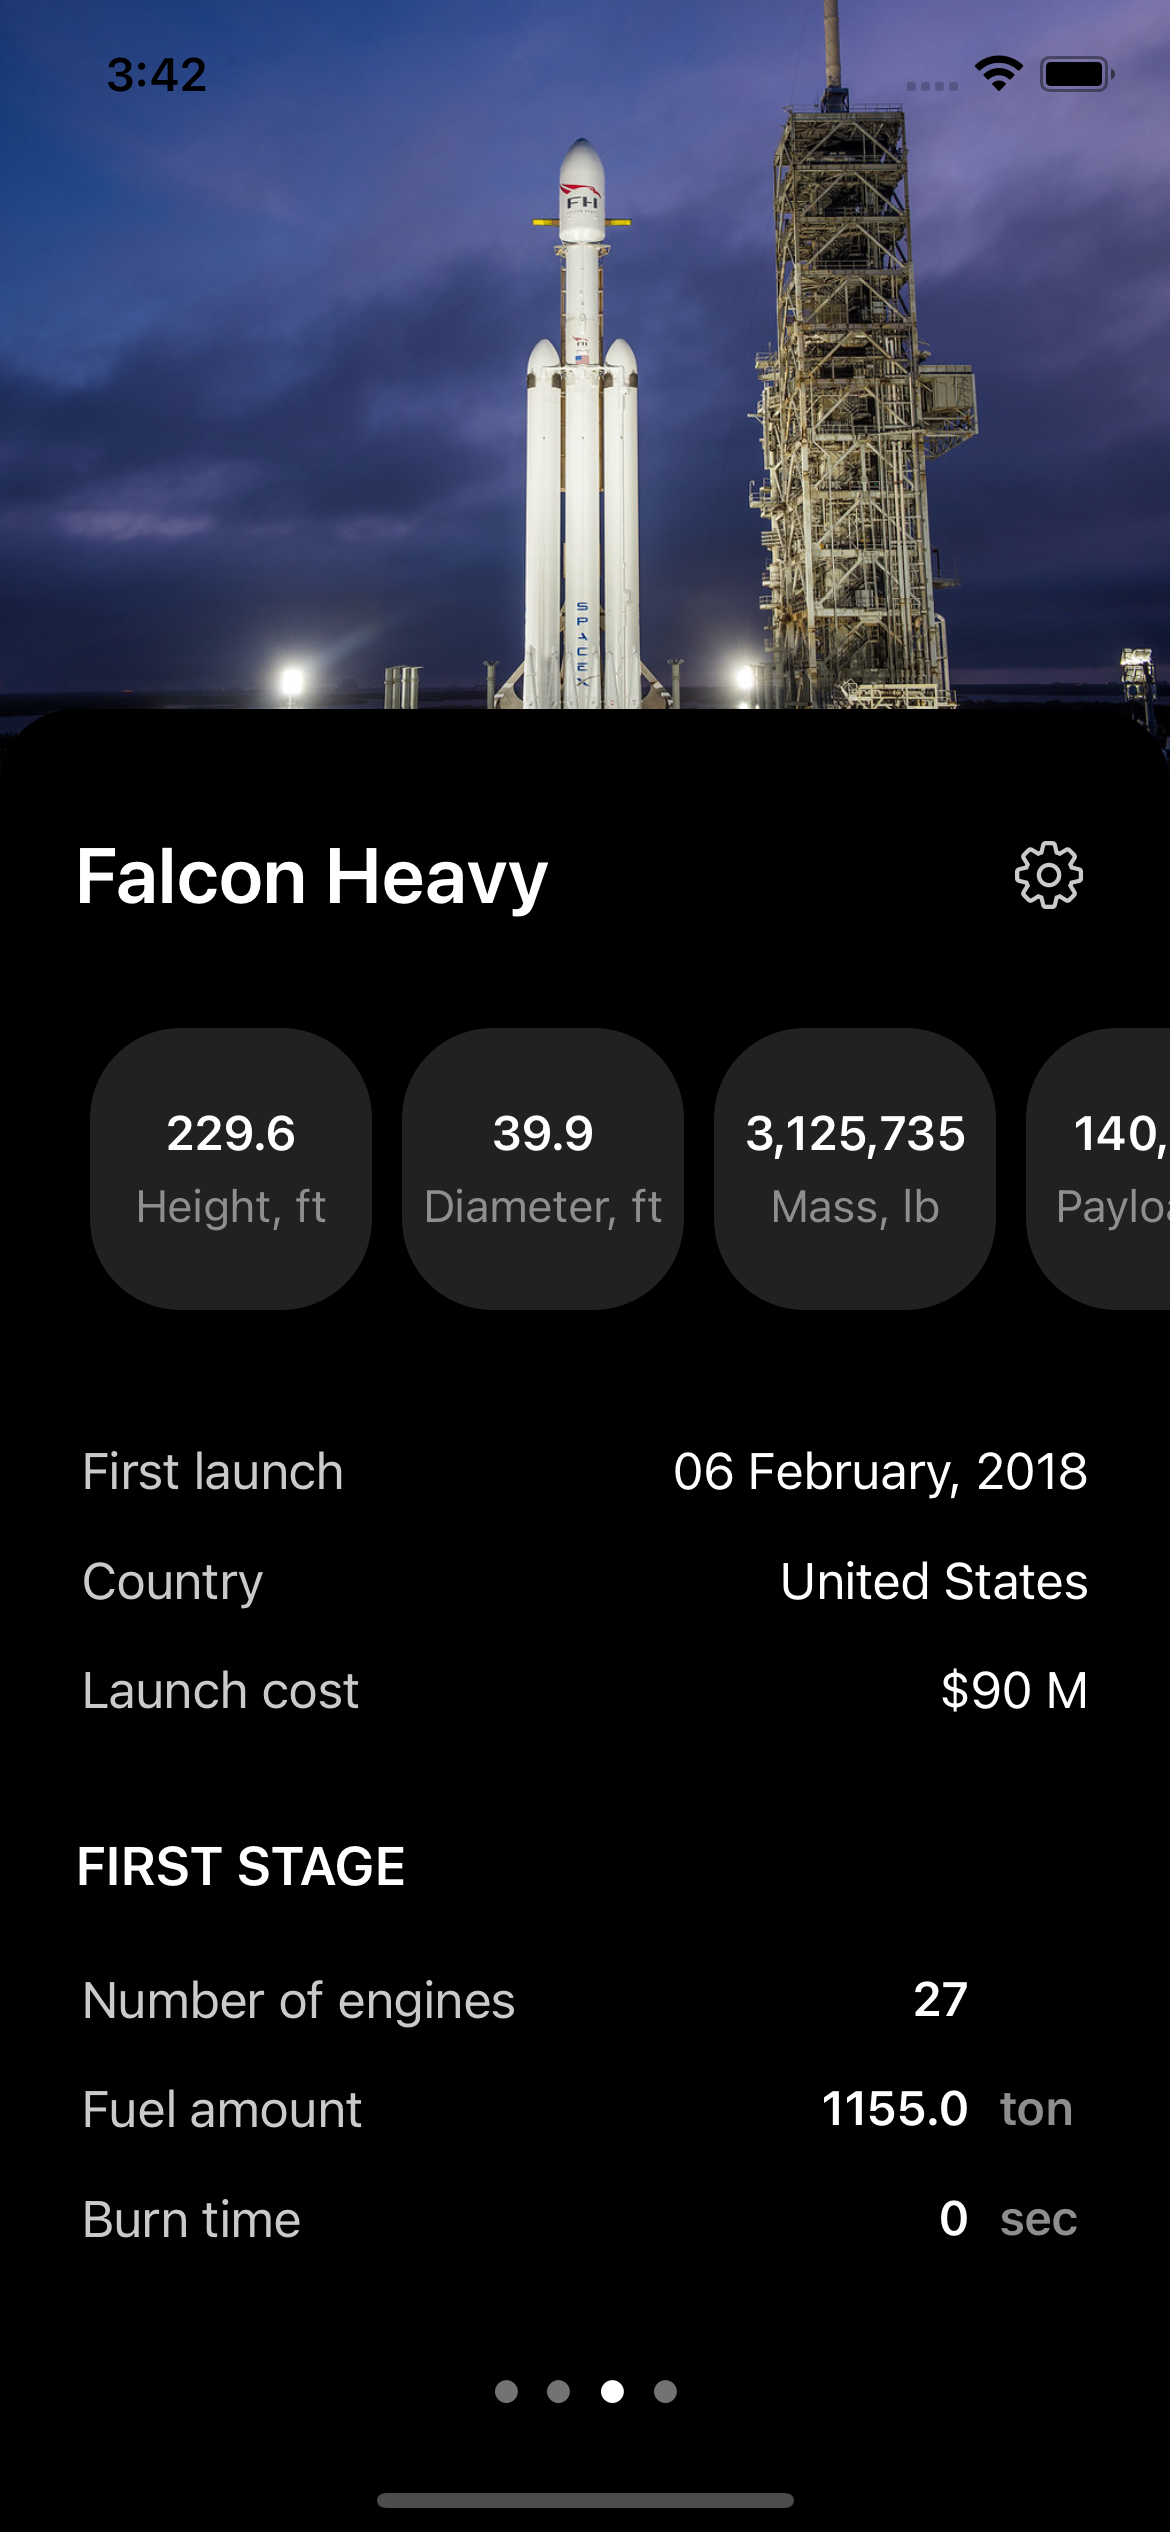 3:42
FH
FH
SPACEX
Falcon Heavy
229.6
Height, ft
39.9
Diameter, ft
3,125,735
Mass, lb
140,
Payloa
First launch 06 February, 2018
Country United States
Launch cost $90 M
FIRST STAGE
Number of engines 27
Fuel amount 1155.0 ton
Burn time 0 sec